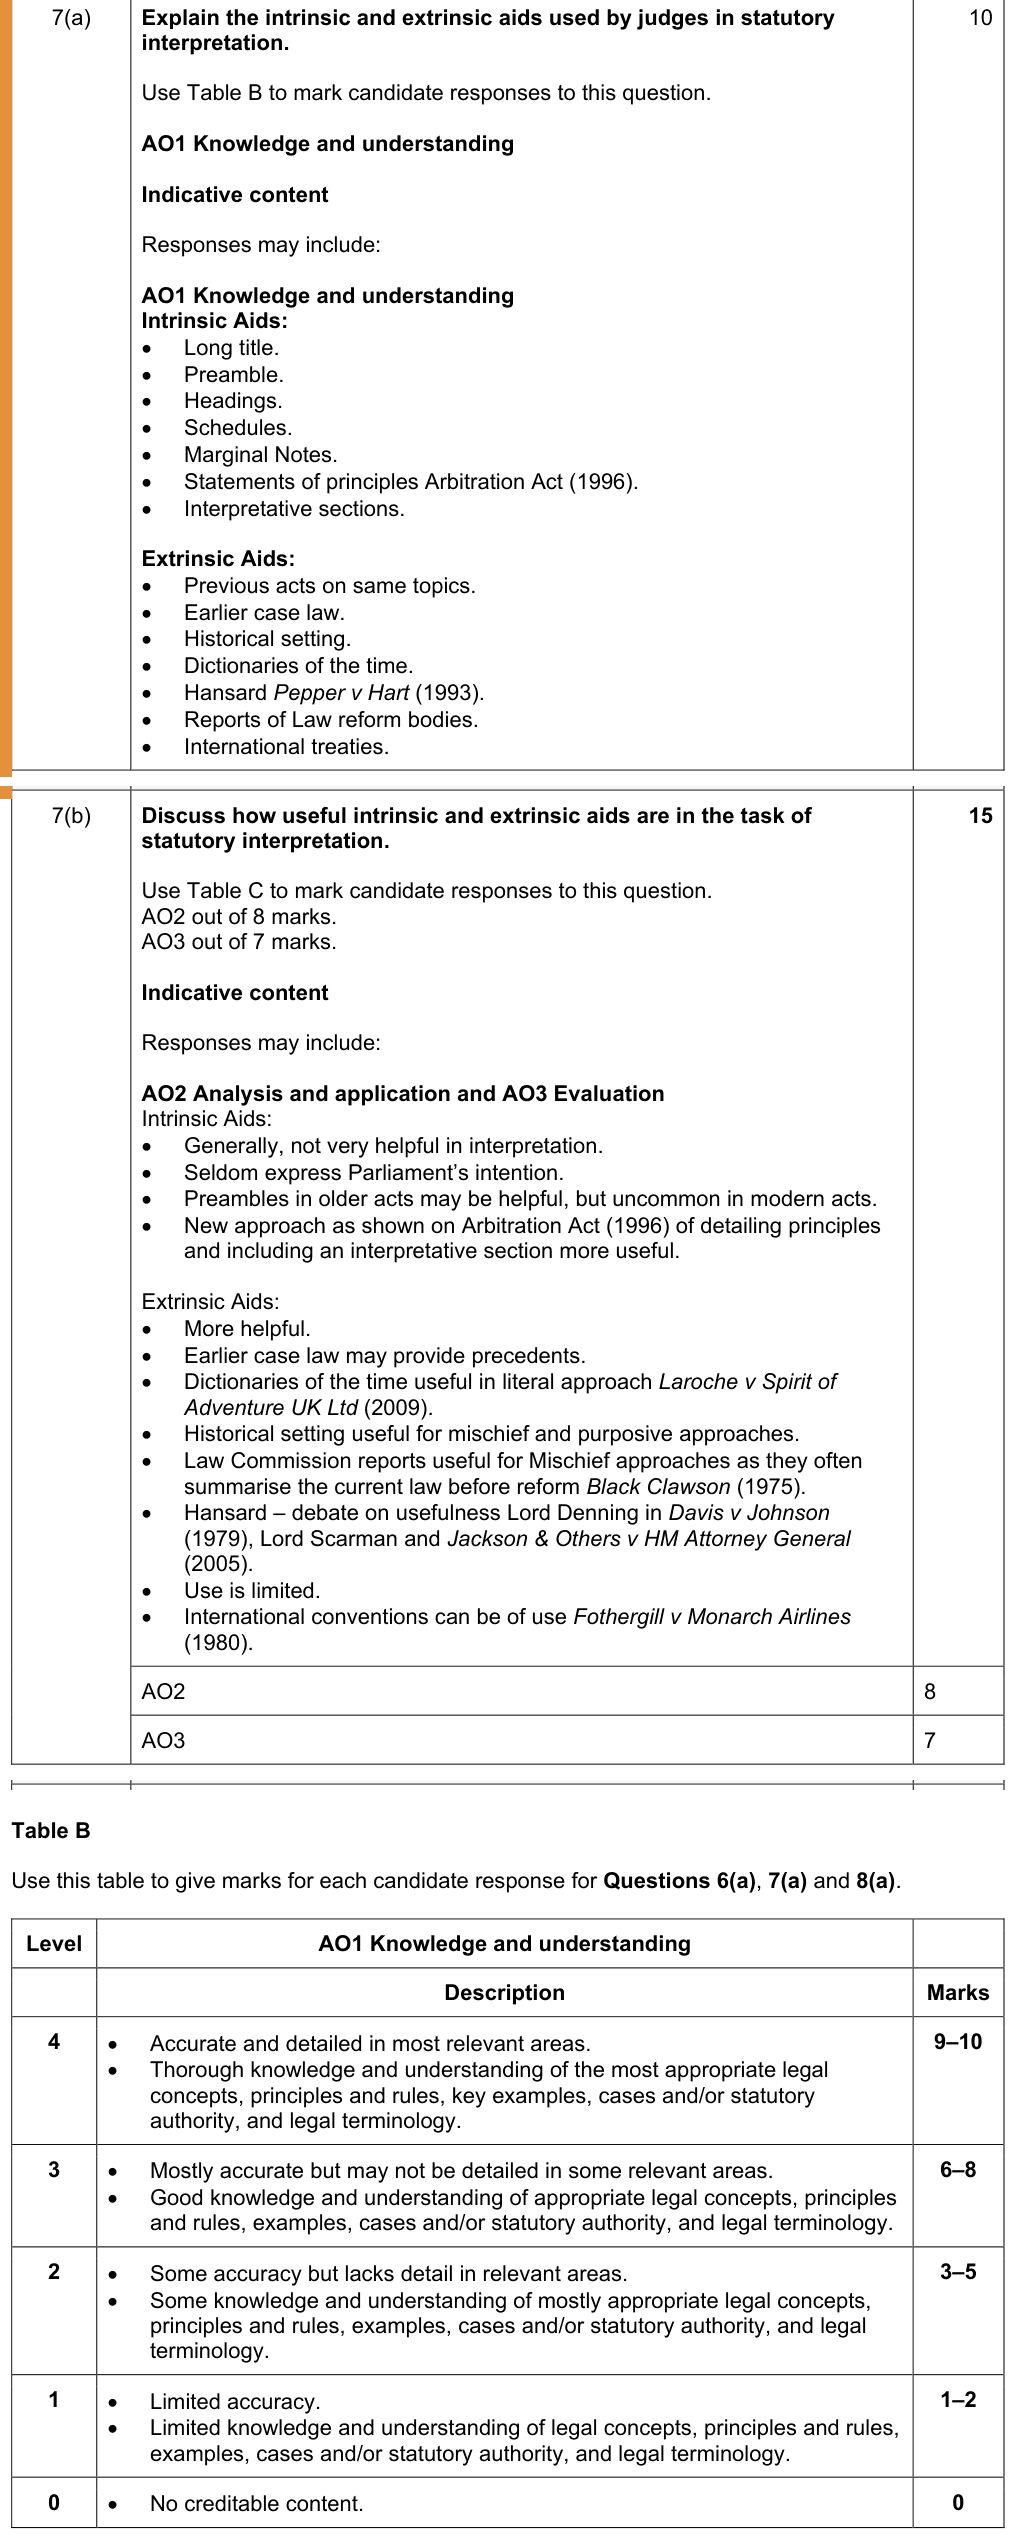 7(a) Explain the intrinsic and extrinsic aids used by judges in statutory 10
interpretation.
Use Table B to mark candidate responses to this question.
AO1 Knowledge and understanding
Indicative content
Responses may include:
AO1 Knowledge and understanding
Intrinsic Aids:
• Long title.
• Preamble.
• Headings.
• Schedules.
• Marginal Notes.
• Statements of principles Arbitration Act (1996).
• Interpretative sections.
Extrinsic Aids:
• Previous acts on same topics.
• Earlier case law.
• Historical setting.
• Dictionaries of the time.
• Hansard Pepper v Hart (1993).
• Reports of Law reform bodies.
• International treaties.
7(b) Discuss how useful intrinsic and extrinsic aids are in the task of 15
statutory interpretation.
Use Table C to mark candidate responses to this question.
AO2 out of 8 marks.
AO3 out of 7 marks.
Indicative content
Responses may include:
AO2 Analysis and application and AO3 Evaluation
Intrinsic Aids:
• Generally, not very helpful in interpretation.
• Seldom express Parliament’s intention.
• Preambles in older acts may be helpful, but uncommon in modern acts.
• New approach as shown on Arbitration Act (1996) of detailing principles
and including an interpretative section more useful.
Extrinsic Aids:
• More helpful.
• Earlier case law may provide precedents.
• Dictionaries of the time useful in literal approach Laroche v Spirit of
Adventure UK Ltd (2009).
• Historical setting useful for mischief and purposive approaches.
• Law Commission reports useful for Mischief approaches as they often
summarise the current law before reform Black Clawson (1975).
• Hansard – debate on usefulness Lord Denning in Davis v Johnson
(1979), Lord Scarman and Jackson & Others v HM Attorney General
(2005).
• Use is limited.
• International conventions can be of use Fothergill v Monarch Airlines
(1980).
AO2 8
AO3 7
Table B
Use this table to give marks for each candidate response for Questions 6(a), 7(a) and 8(a).
Level AO1 Knowledge and understanding
Description Marks
4 • Accurate and detailed in most relevant areas. 9–10
• Thorough knowledge and understanding of the most appropriate legal
concepts, principles and rules, key examples, cases and/or statutory
authority, and legal terminology.
3 • Mostly accurate but may not be detailed in some relevant areas. 6–8
• Good knowledge and understanding of appropriate legal concepts, principles
and rules, examples, cases and/or statutory authority, and legal terminology.
2 • Some accuracy but lacks detail in relevant areas. 3–5
• Some knowledge and understanding of mostly appropriate legal concepts,
principles and rules, examples, cases and/or statutory authority, and legal
terminology.
1 • Limited accuracy. 1–2
• Limited knowledge and understanding of legal concepts, principles and rules,
examples, cases and/or statutory authority, and legal terminology.
0 • No creditable content. 0